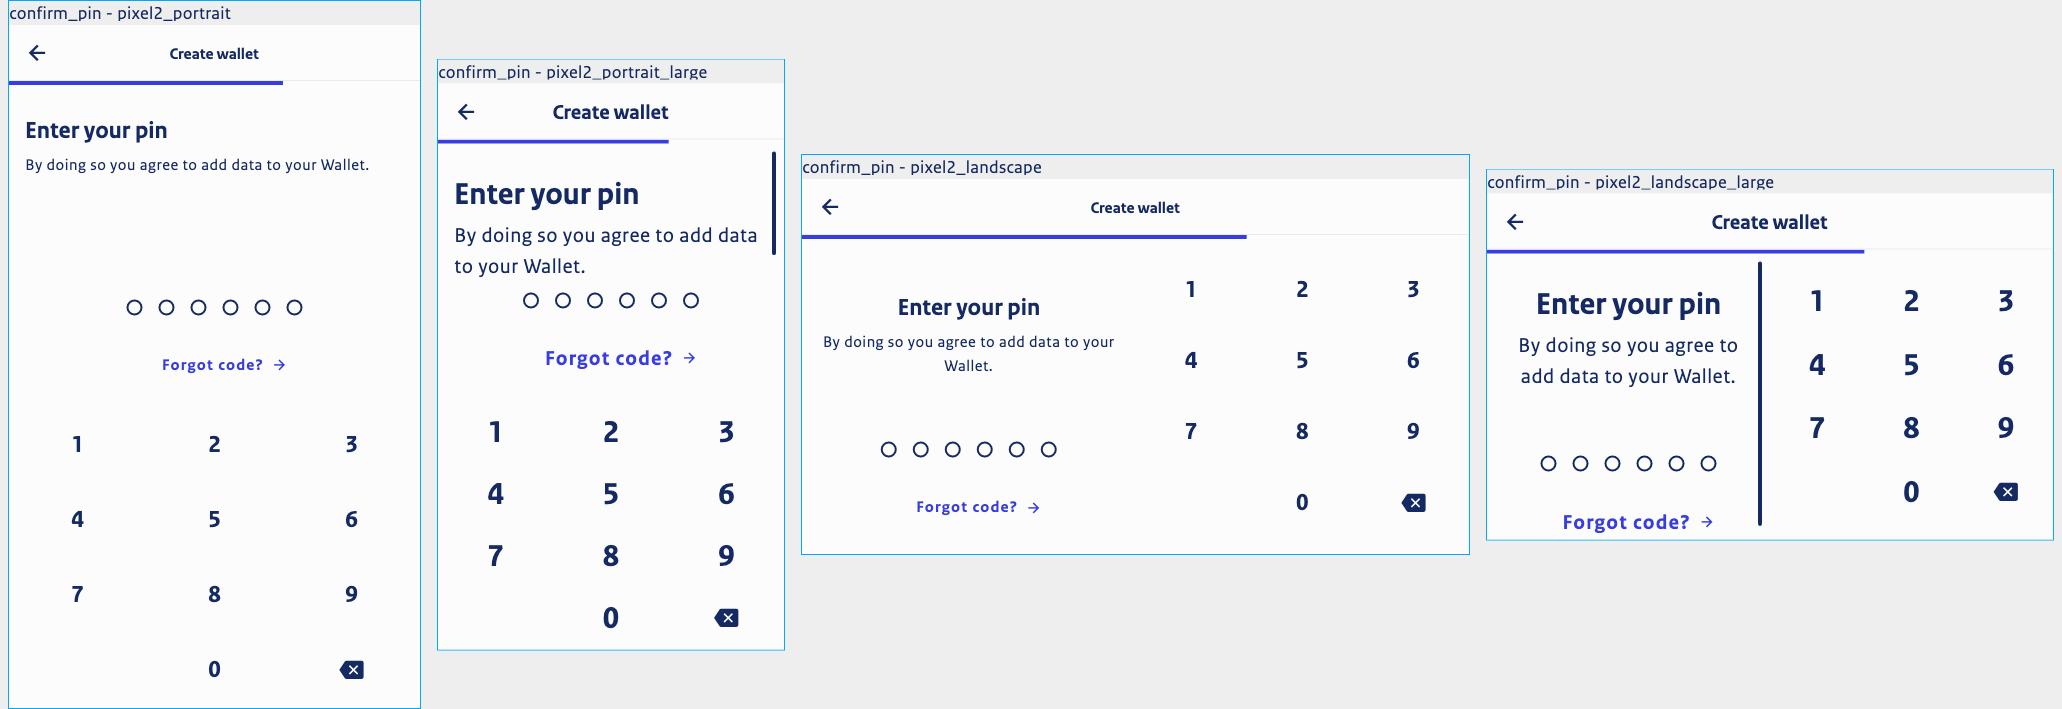 confirm_pin - pixel2_portrait
Create wallet
Enter your pin
By doing so you agree to add data to your Wallet.
Forgot code?
1 2 3
4 5 6
7 8 9
0
confirm_pin - pixel2_portrait_large
Create wallet
Enter your pin
By doing so you agree to add data
to your Wallet.
Forgot code?
1 2 3
4 5 6
7 8 9
0
confirm_pin - pixel2_landscape
Create wallet
Enter your pin
By doing so you agree to add data to your
Wallet.
Forgot code?
1 2 3
4 5 6
7 8 9
0
confirm_pin - pixel2_landscape_large
Create wallet
Enter your pin
By doing so you agree to
add data to your Wallet.
Forgot code?
1 2 3
4 5 6
7 8 9
0